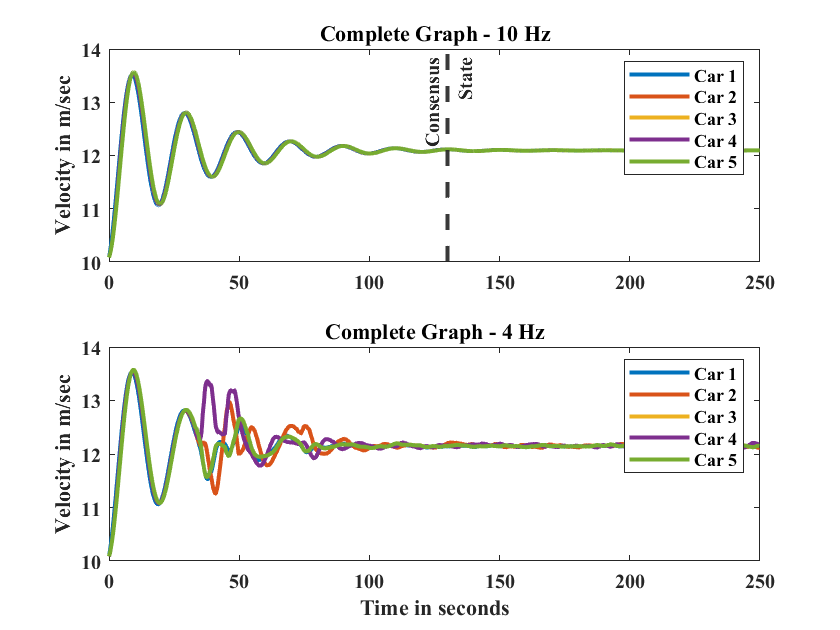 Complete Graph - 10 Hz
14
13
12
11
10
Velocity in m/sec
Consensus
State
Car 1
Car 2
Car 3
Car 4
Car 5
0
50
100
150
200
250
Complete Graph - 4 Hz
14
13
12
11
10
Velocity in m/sec
Car 1
Car 2
Car 3
Car 4
Car 5
0
50
100
150
200
250
Time in seconds